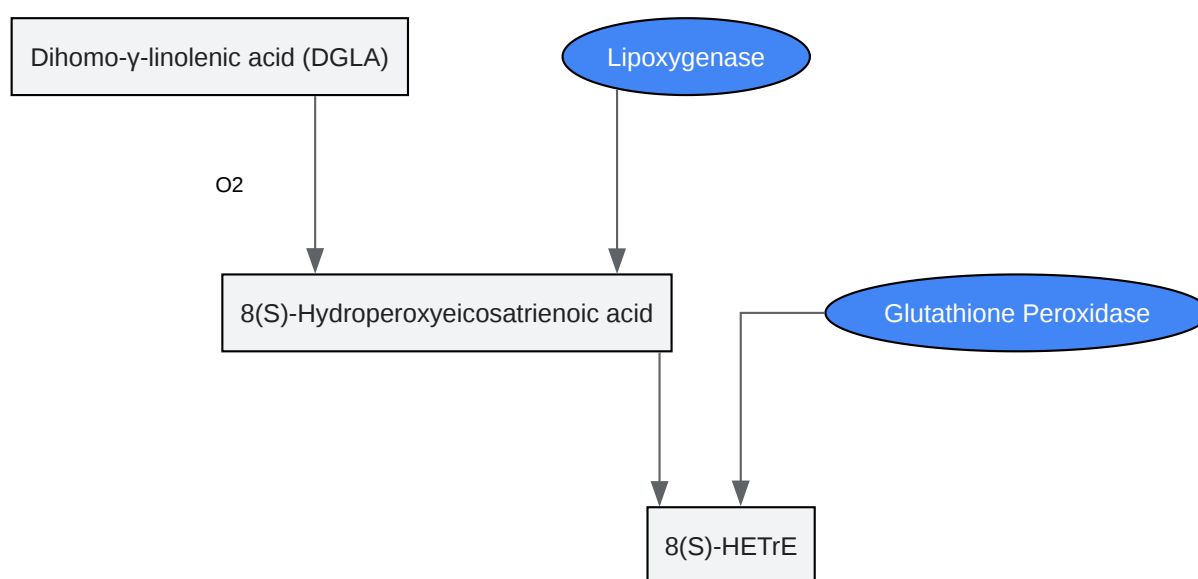 Dihomo-γ-linolenic acid (DGLA)
Lipoxygenase
O2
8(S)-Hydroperoxyeicosatrienoic acid
Glutathione Peroxidase
8(S)-HETrE